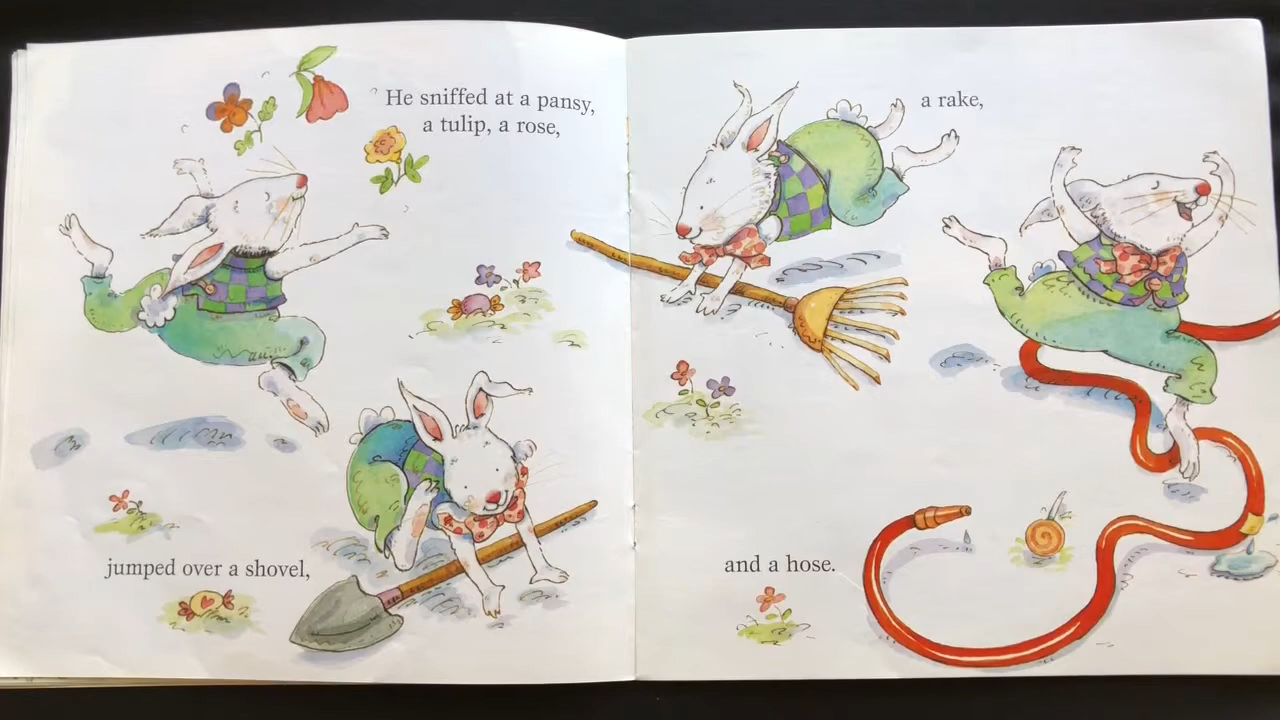 He sniffed at a pansy,
a tulip, a rose,
jumped over a shovel,
a rake,
and a hose.